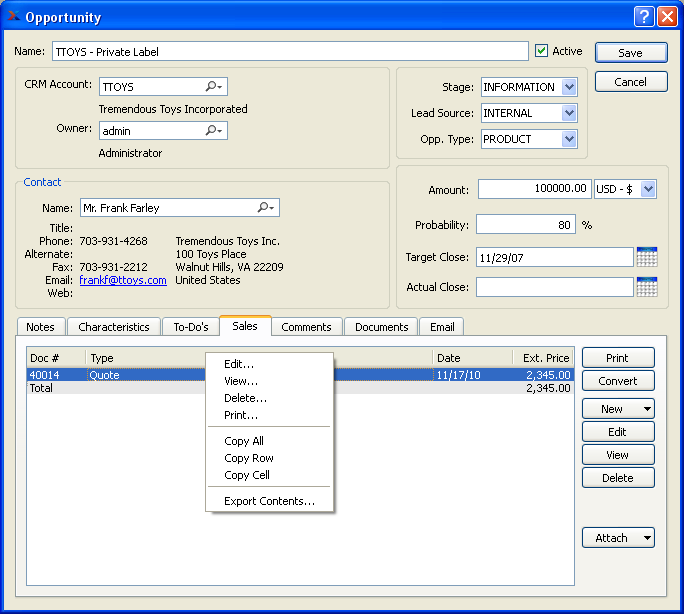 Opportunity
Name: TTOYS - Private Label Active Save
CRM Account: TTOYS Stage: INFORMATION Cancel
Tremendous Toys Incorporated Lead Source: INTERNAL
Owner: admin Opp. Type: PRODUCT
Administrator
Contact
Name: Mr. Frank Farley Amount: 100000.00 USD - $
Title: Probability: 80 %
Phone: 703-931-4268 Tremendous Toys Inc.
Alternate: 100 Toys Place Target Close: 11/29/07
Fax: 703-931-2212 Walnut Hills, VA 22209
Email: frankf@ttoys.com United States Actual Close:
Web:
Notes Characteristics To-Do's Sales Comments Documents Email
Doc # Type Date Ext. Price Print
40014 Quote 11/17/10 2,345.00 Convert
Total 2,345.00
Edit...
View...
Delete...
Print...
Copy All
Copy Row
Copy Cell
Export Contents...
New
Edit
View
Delete
Attach